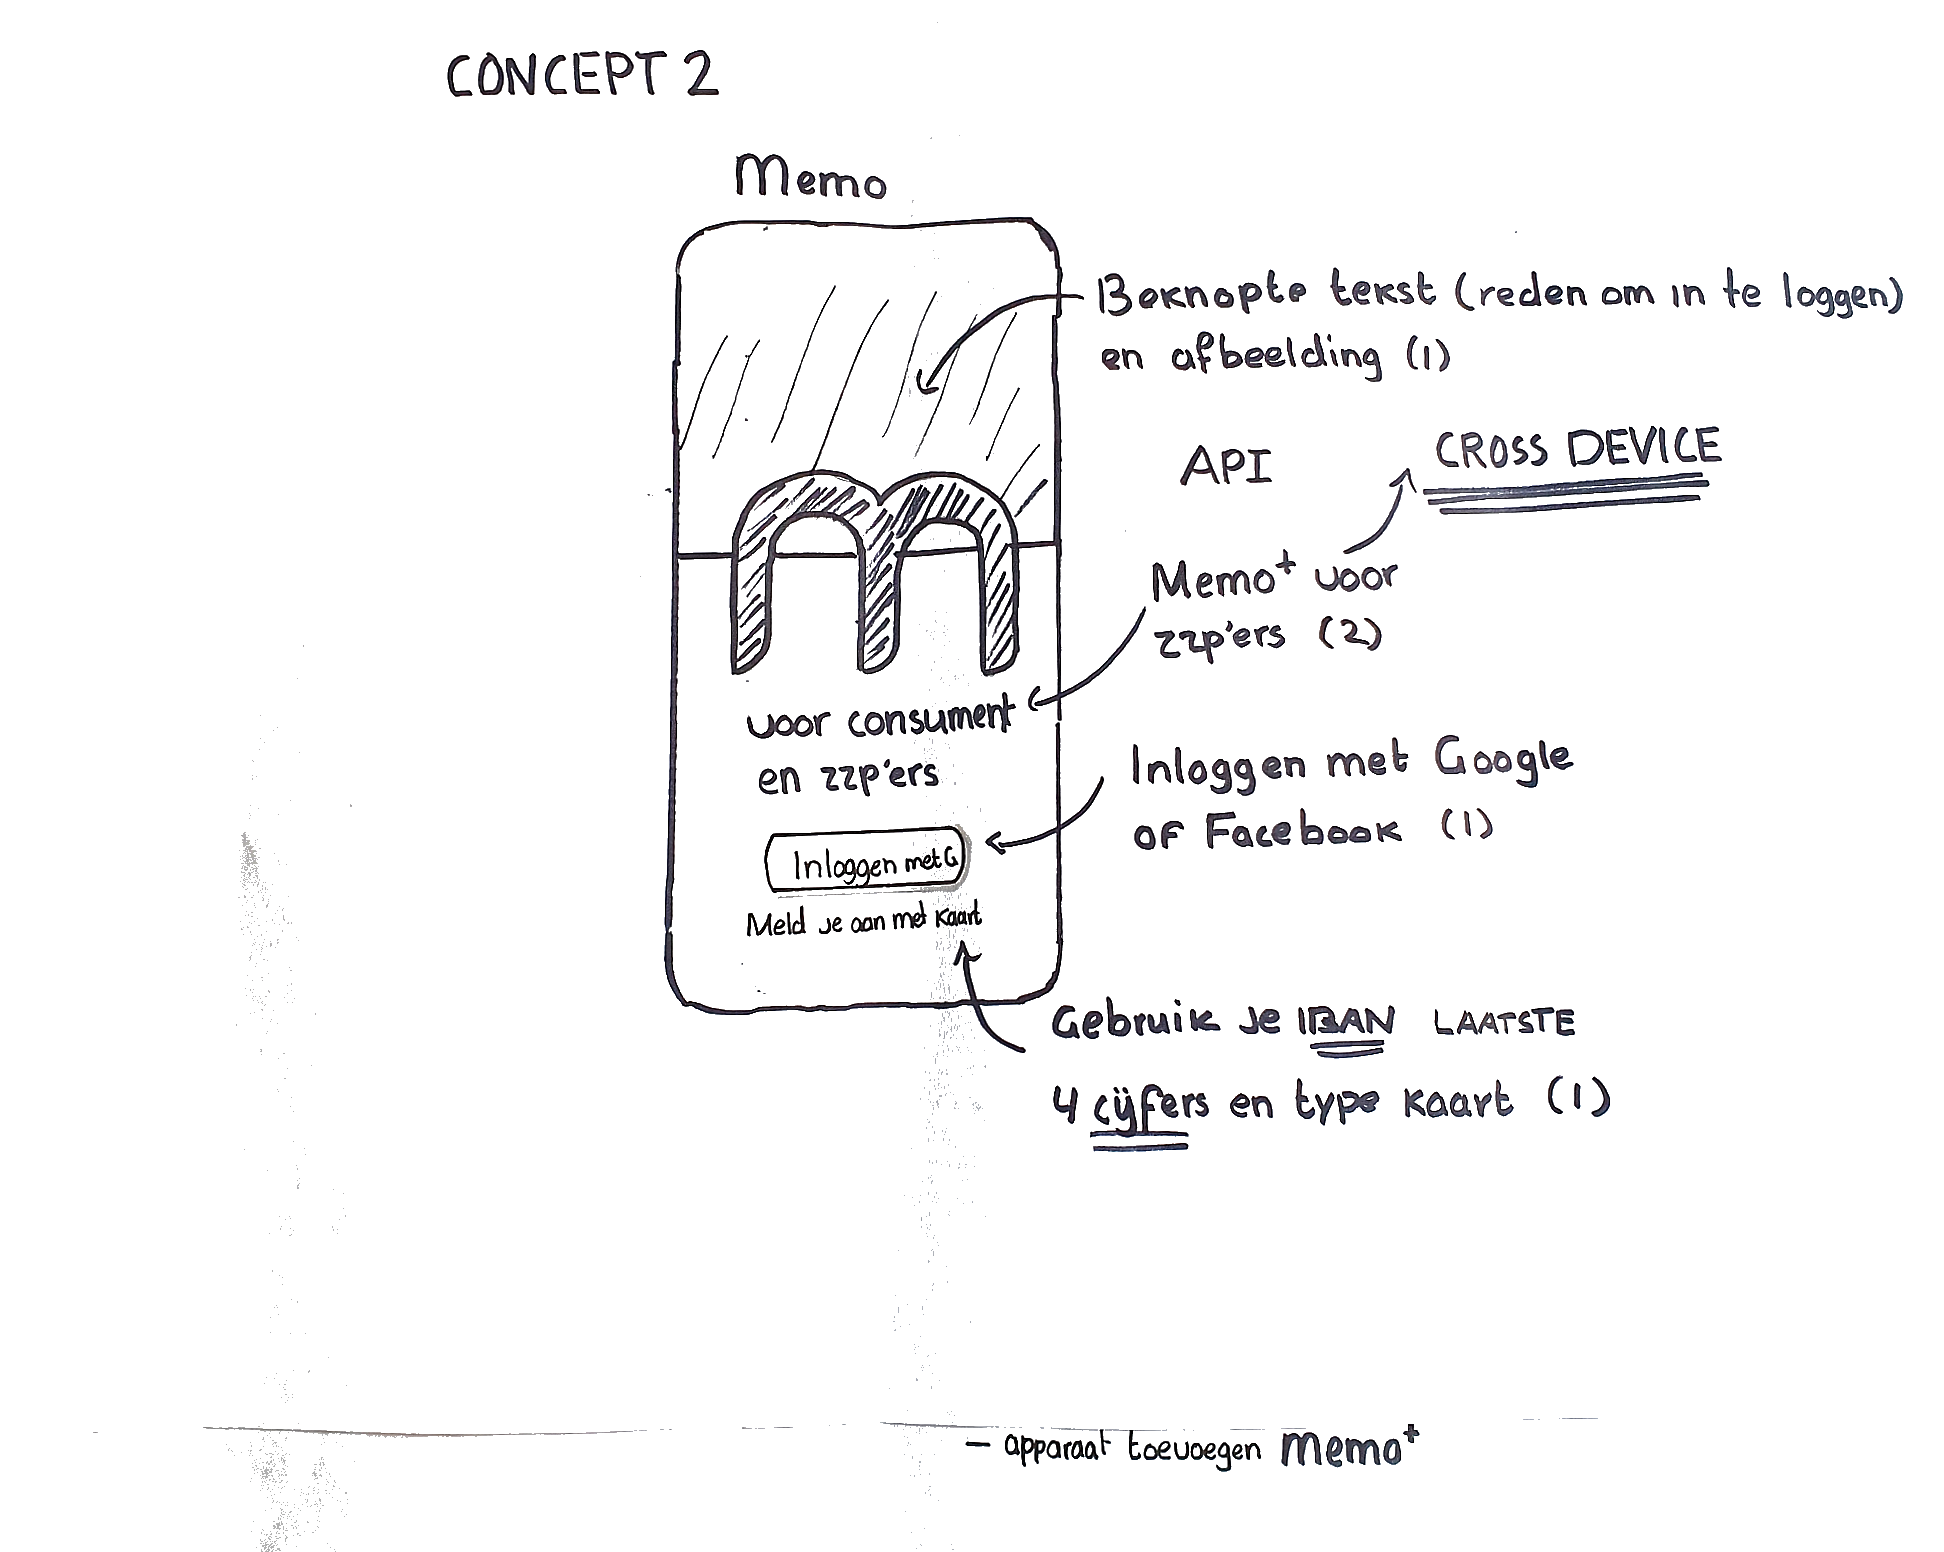 CONCEPT 2
Memo
Beknopte tekst (reden om in te loggen)
en afbeelding (1)
API
CROSS DEVICE
Memo+ voor
zzp'ers (2)
m
voor consument
en zzp'ers
Inloggen met Google
of Facebook (1)
Inloggen met G
Meld je aan met kaart
Gebruik je IBAN LAATSTE
4 cijfers en type kaart (1)
– apparaat toevoegen memo+